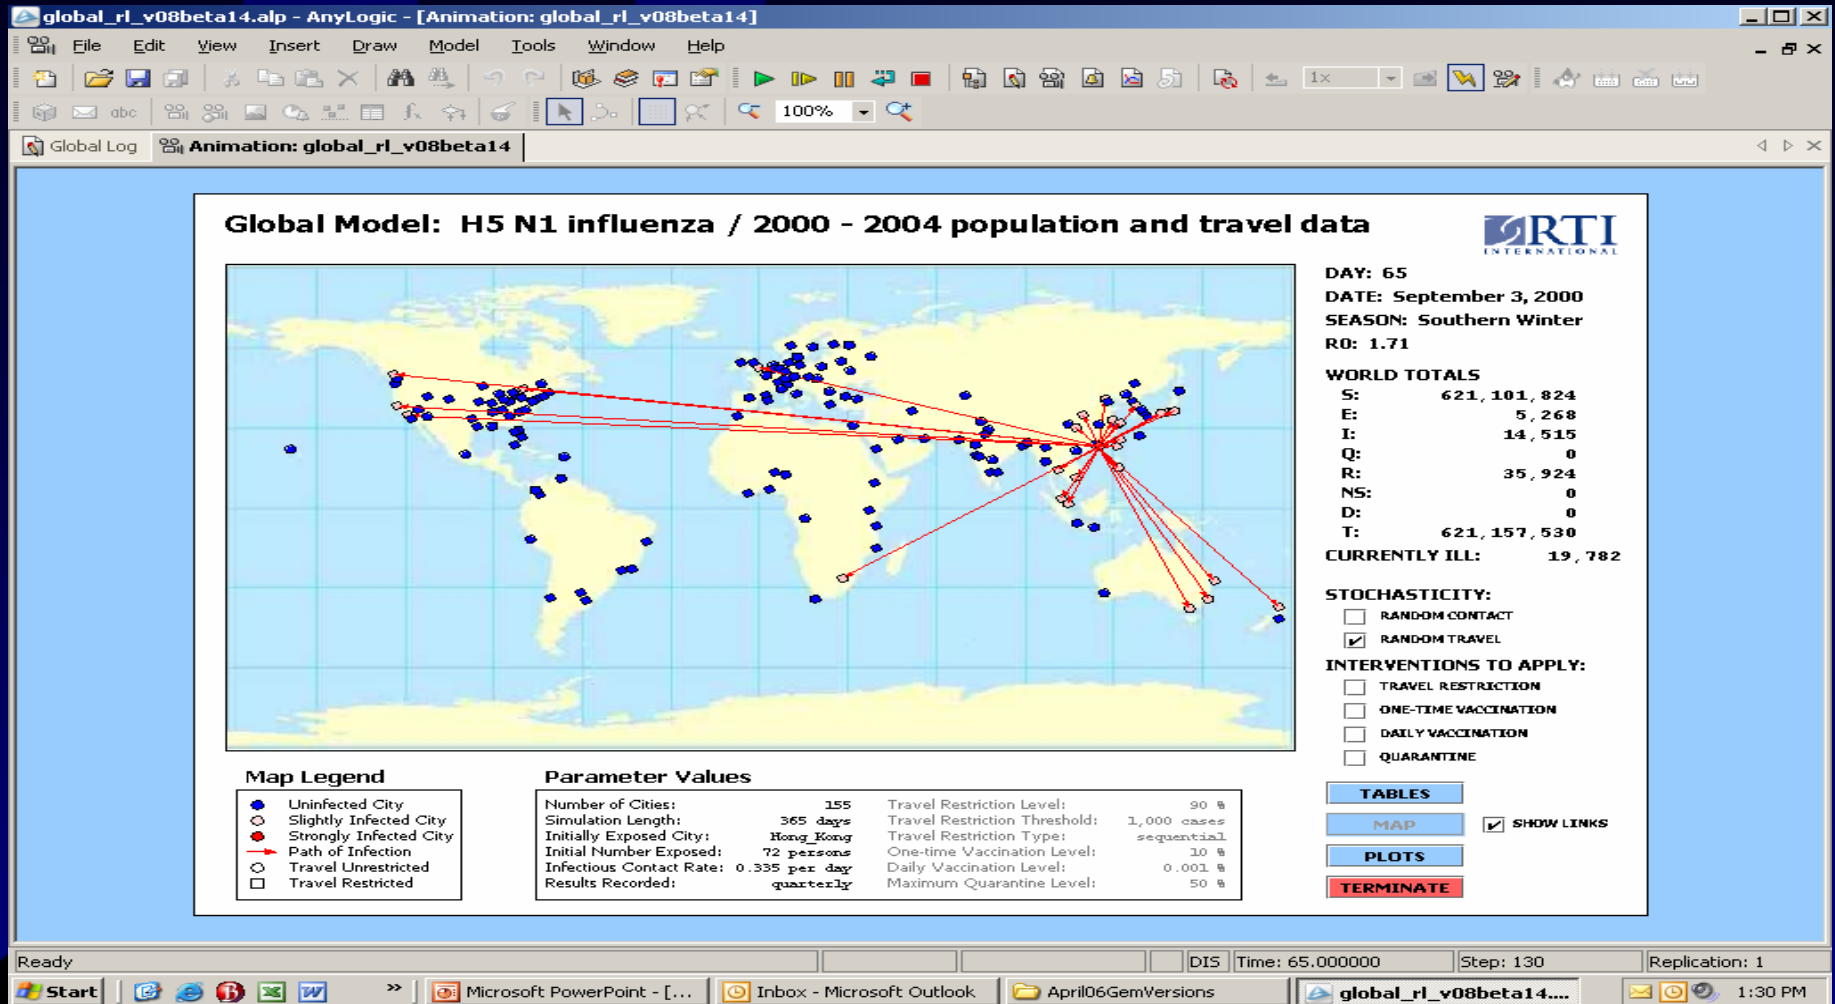 global_rl_v08beta14.alp - AnyLogic - [Animation: global_rl_v08beta14]
File Edit View Insert Draw Model Tools Window Help
1x
abc 100%
Global Log Animation: global_rl_v08beta14
Global Model: H5 N1 influenza / 2000 - 2004 population and travel data
RTI
INTERNATIONAL
DAY: 65
DATE: September 3, 2000
SEASON: Southern Winter
R0: 1.71
WORLD TOTALS
S: 621,101,824
E: 5,268
I: 14,515
Q: 0
R: 35,924
NS: 0
D: 0
T: 621,157,530
CURRENTLY ILL: 19,782
STOCHASTICITY:
RANDOM CONTACT
RANDOM TRAVEL
INTERVENTIONS TO APPLY:
TRAVEL RESTRICTION
ONE-TIME VACCINATION
DAILY VACCINATION
QUARANTINE
TABLES
MAP SHOW LINKS
PLOTS
TERMINATE
Map Legend
Uninfected City
Slightly Infected City
Strongly Infected City
Path of Infection
Travel Unrestricted
Travel Restricted
Parameter Values
Number of Cities: 155 Travel Restriction Level: 90 %
Simulation Length: 365 days Travel Restriction Threshold: 1,000 cases
Initially Exposed City: Hong_Kong Travel Restriction Type: sequential
Initial Number Exposed: 72 persons One-time Vaccination Level: 10 %
Infectious Contact Rate: 0.335 per day Daily Vaccination Level: 0.001 %
Results Recorded: quarterly Maximum Quarantine Level: 50 %
Ready DIS Time: 65.000000 Step: 130 Replication: 1
Start » Microsoft PowerPoint - [... Inbox - Microsoft Outlook April06GemVersions global_rl_v08beta14.... 1:30 PM